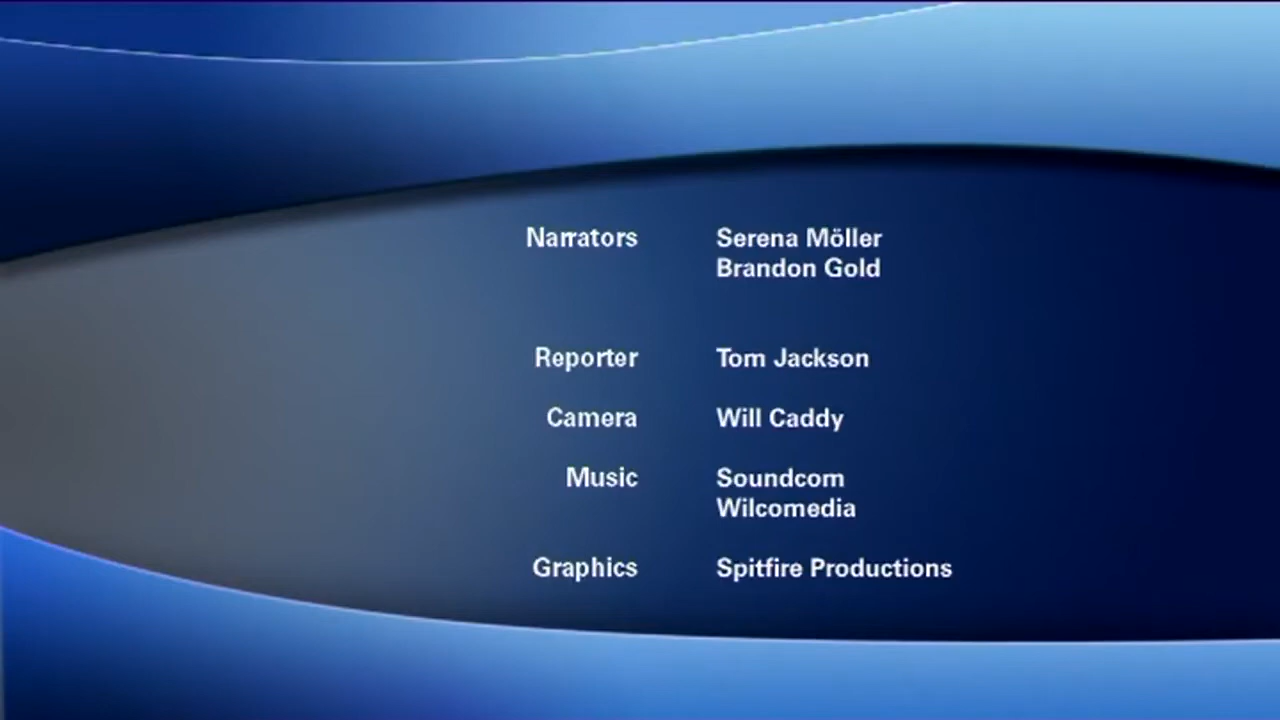 Narrators Serena Möller
Brandon Gold
Reporter Tom Jackson
Camera Will Caddy
Music Soundcom
Wilcomedia
Graphics Spitfire Productions